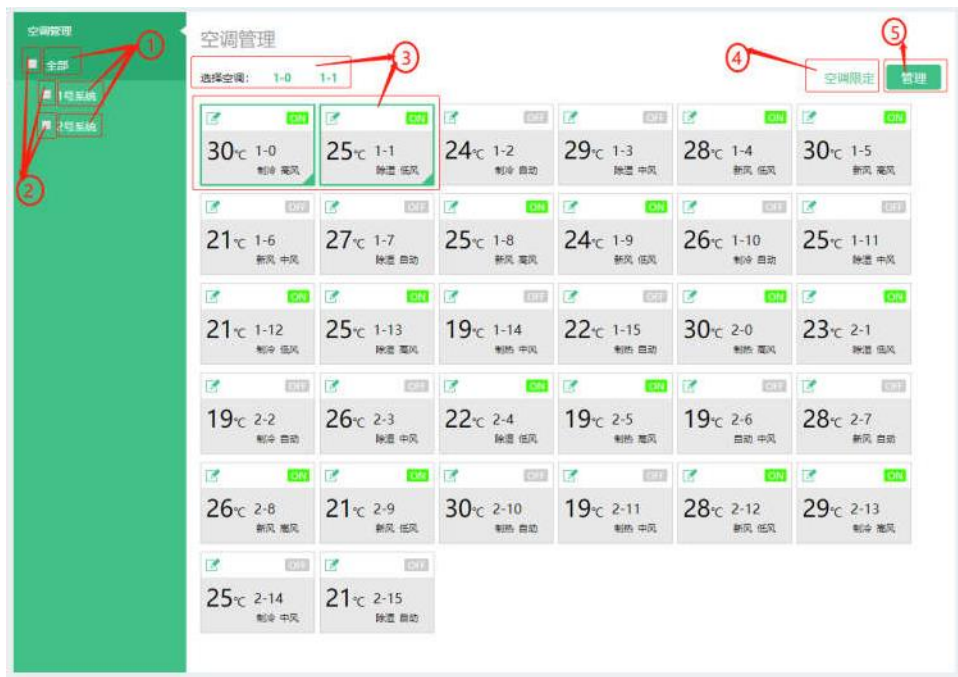 空调管理
全部
1号系统
2号系统
①
②
空调管理
选择空调： 1-0 1-1
③
④
⑤
空调限定 管理
ON ON OFF OFF ON ON
30℃ 1-0 25℃ 1-1 24℃ 1-2 29℃ 1-3 28℃ 1-4 30℃ 1-5
制冷 高风 除湿 低风 制冷 自动 除湿 中风 新风 低风 新风 高风
OFF OFF ON ON OFF OFF
21℃ 1-6 27℃ 1-7 25℃ 1-8 24℃ 1-9 26℃ 1-10 25℃ 1-11
新风 中风 除湿 自动 新风 高风 新风 低风 制冷 自动 除湿 中风
ON ON OFF OFF ON ON
21℃ 1-12 25℃ 1-13 19℃ 1-14 22℃ 1-15 30℃ 2-0 23℃ 2-1
制冷 低风 除湿 高风 制热 中风 制热 自动 制热 高风 除湿 低风
OFF OFF ON ON OFF OFF
19℃ 2-2 26℃ 2-3 22℃ 2-4 19℃ 2-5 19℃ 2-6 28℃ 2-7
制冷 自动 除湿 中风 除湿 低风 制热 高风 自动 中风 新风 自动
ON ON OFF OFF ON ON
26℃ 2-8 21℃ 2-9 30℃ 2-10 19℃ 2-11 28℃ 2-12 29℃ 2-13
新风 高风 新风 低风 制热 自动 制热 中风 新风 低风 制冷 高风
OFF OFF
25℃ 2-14 21℃ 2-15
制冷 中风 除湿 自动